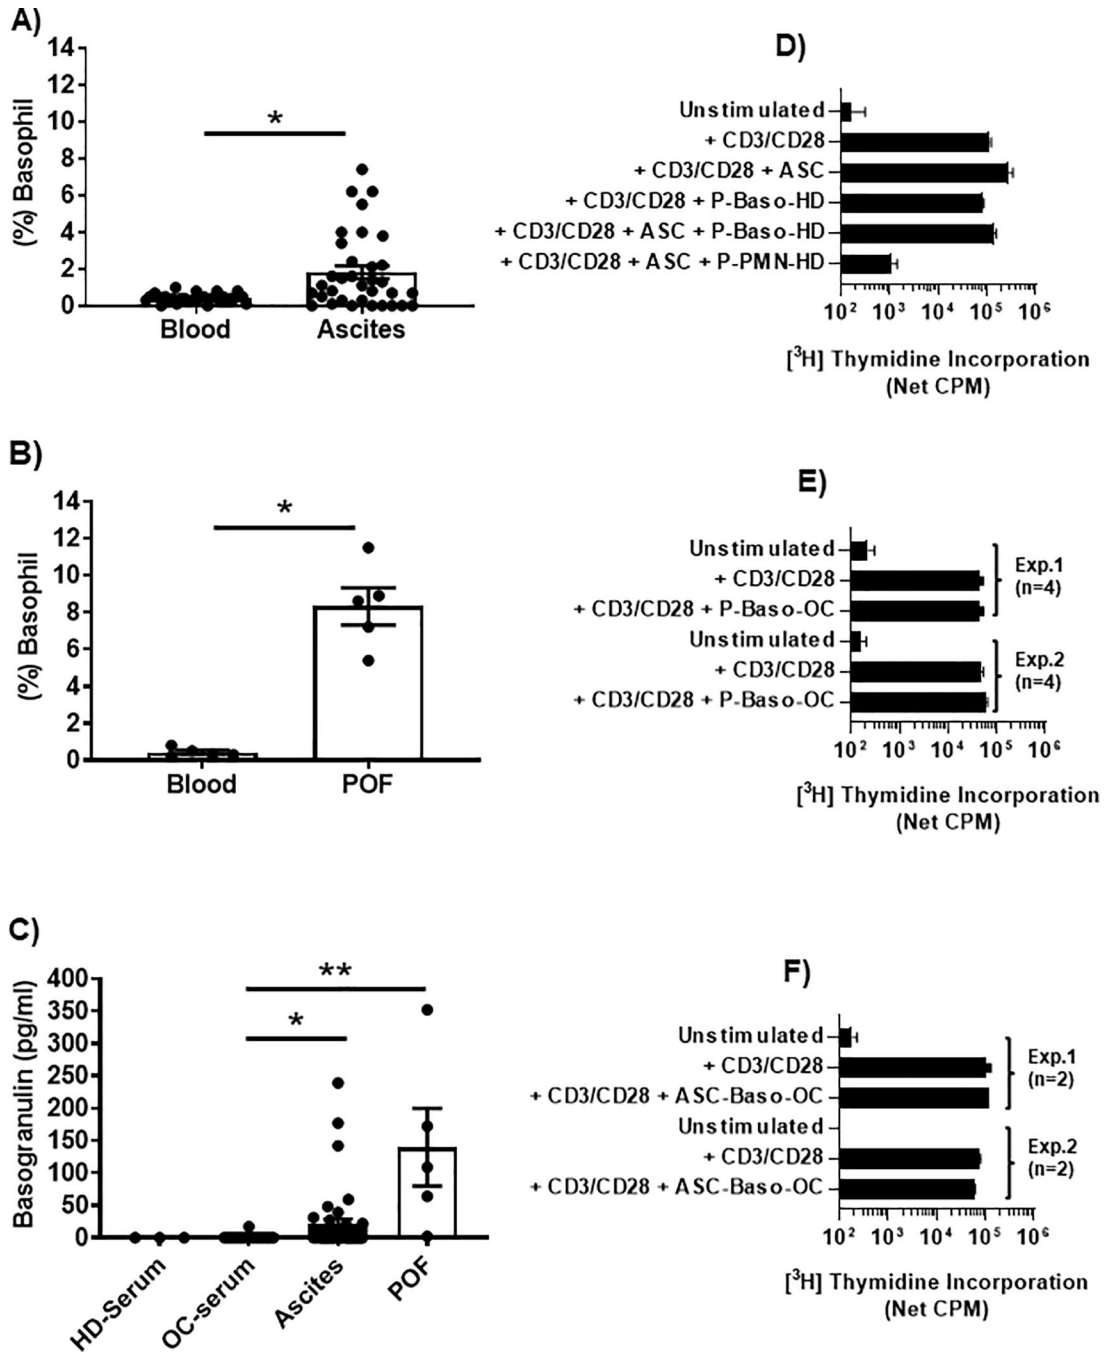 A)
14
12
10
8
6
4
2
0
(%) Basophil
*
Blood Ascites
B)
14
12
10
8
6
4
2
0
(%) Basophil
*
Blood POF
C)
400
350
300
250
200
150
100
50
0
Basogranulin (pg/ml)
**
*
HD-Serum
OC-serum
Ascites
POF
D)
Unstimulated
+ CD3/CD28
+ CD3/CD28 + ASC
+ CD3/CD28 + P-Baso-HD
+ CD3/CD28 + ASC + P-Baso-HD
+ CD3/CD28 + ASC + P-PMN-HD
10² 10³ 10⁴ 10⁵ 10⁶
[³H] Thymidine Incorporation
(Net CPM)
E)
Unstimulated
+ CD3/CD28
+ CD3/CD28 + P-Baso-OC
Exp.1
(n=4)
Unstimulated
+ CD3/CD28
+ CD3/CD28 + P-Baso-OC
Exp.2
(n=4)
10² 10³ 10⁴ 10⁵ 10⁶
[³H] Thymidine Incorporation
(Net CPM)
F)
Unstimulated
+ CD3/CD28
+ CD3/CD28 + ASC-Baso-OC
Exp.1
(n=2)
Unstimulated
+ CD3/CD28
+ CD3/CD28 + ASC-Baso-OC
Exp.2
(n=2)
10² 10³ 10⁴ 10⁵ 10⁶
[³H] Thymidine Incorporation
(Net CPM)